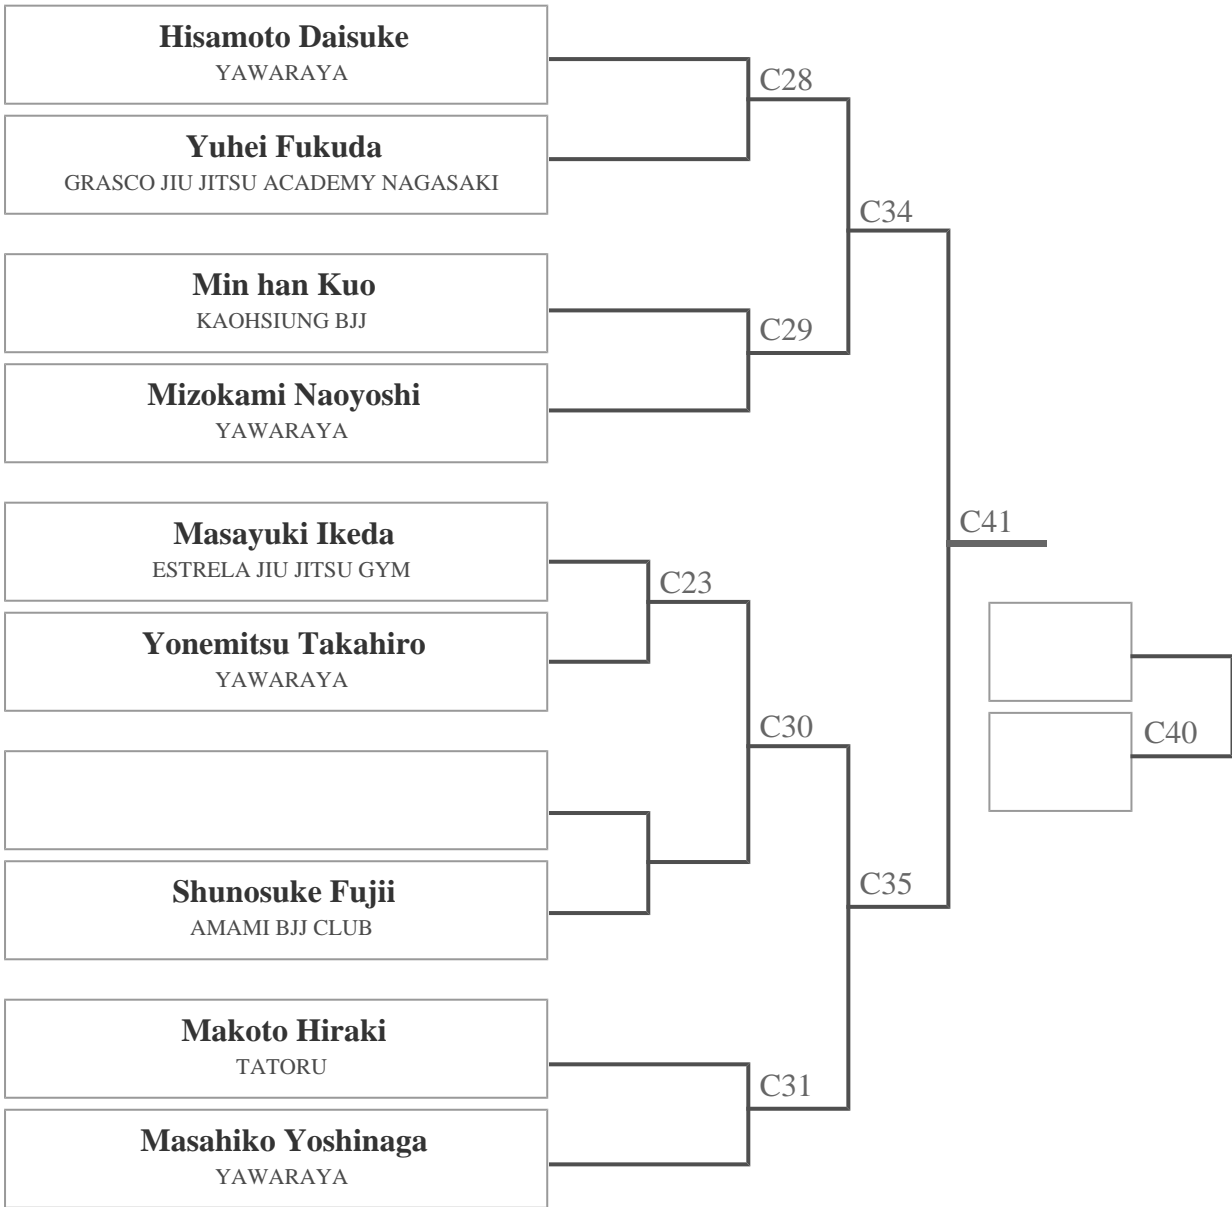 Hisamoto Daisuke
YAWARAYA
C28
Yuhei Fukuda
GRASCO JIU JITSU ACADEMY NAGASAKI
C34
Min han Kuo
KAOHSIUNG BJJ
C29
Mizokami Naoyoshi
YAWARAYA
Masayuki Ikeda
ESTRELA JIU JITSU GYM
C41
C23
Yonemitsu Takahiro
YAWARAYA
C30
C40
Shunosuke Fujii
AMAMI BJJ CLUB
C35
Makoto Hiraki
TATORU
C31
Masahiko Yoshinaga
YAWARAYA